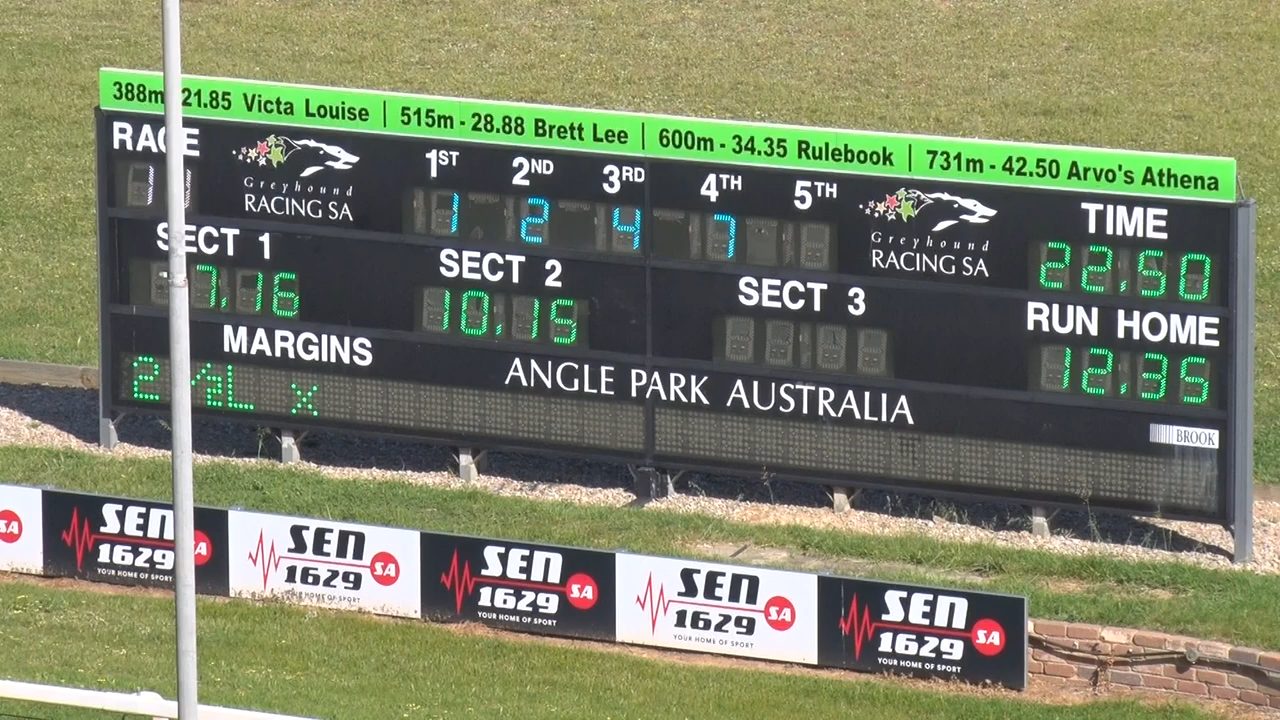 388m 21.85 Victa Louise | 515m - 28.88 Brett Lee | 600m - 34.35 Rulebook | 731m - 42.50 Arvo's Athena
RACE
11
Greyhound
RACING SA
1ST 2ND 3RD 4TH 5TH
1 2 4 7
Greyhound
RACING SA
TIME
22.50
SECT 1
7.16
SECT 2
10.15
SECT 3
RUN HOME
12.35
MARGINS
2 ½L X
ANGLE PARK AUSTRALIA
BROOK
SA
SEN
1629
SA
YOUR HOME OF SPORT
SEN
1629
SA
YOUR HOME OF SPORT
SEN
1629
SA
YOUR HOME OF SPORT
SEN
1629
SA
YOUR HOME OF SPORT
SEN
1629
SA
YOUR HOME OF SPORT